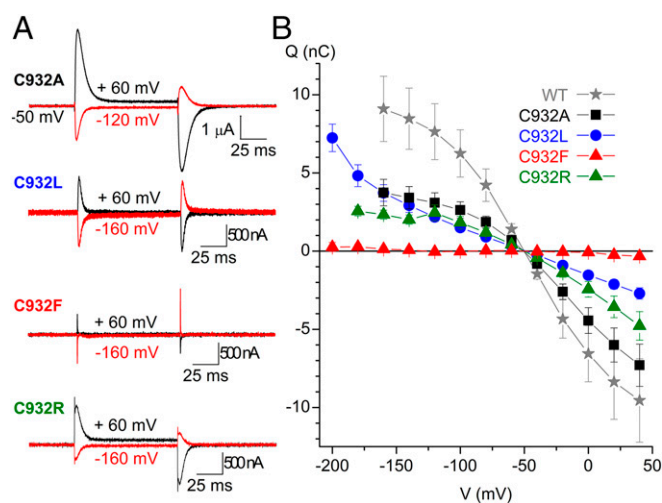 A
C932A
+ 60 mV
-50 mV
-120 mV
1 μA
25 ms
C932L
+ 60 mV
-160 mV
500nA
25 ms
C932F
+ 60 mV
-160 mV
500nA
25 ms
C932R
+ 60 mV
-160 mV
500nA
25 ms
B
Q (nC)
10
5
0
-5
-10
WT
C932A
C932L
C932F
C932R
-200 -150 -100 -50 0 50
V (mV)